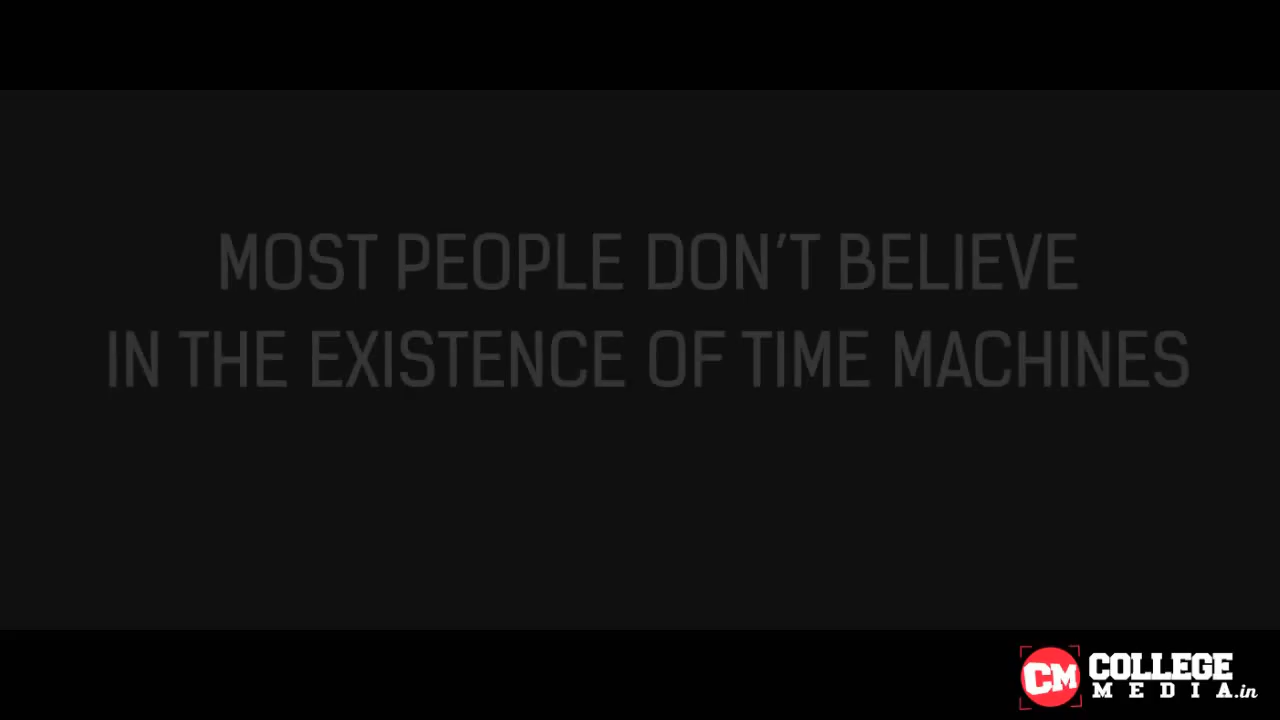 MOST PEOPLE DON'T BELIEVE
IN THE EXISTENCE OF TIME MACHINES
CM COLLEGE
MEDIA.in